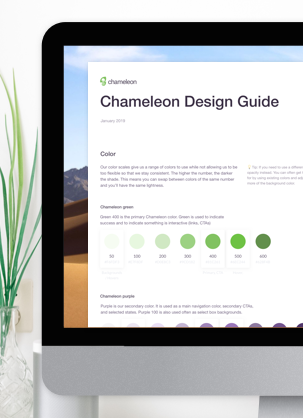 chameleon
Chameleon Design Guide
January 2018
Color
Our color scales give us a range of colors to use while not allowing us to be
too flexible so that we stay consistent. The higher the number, the darker
the shade. This means you can swap between colors of the same number
and you'll have the same lightness.
Tip: If you need to use a different
Chameleon green
Green 400 is the primary Chameleon color. Green is used to indicate
success and to indicate something is interactive (links, CTAs)
50 100 200 300 400 500 400
Chameleon purple
Purple is our secondary color. It is used as a main navigation color, secondary CTAs,
and selected states, Purple 100 is also used often as select box backgrounds